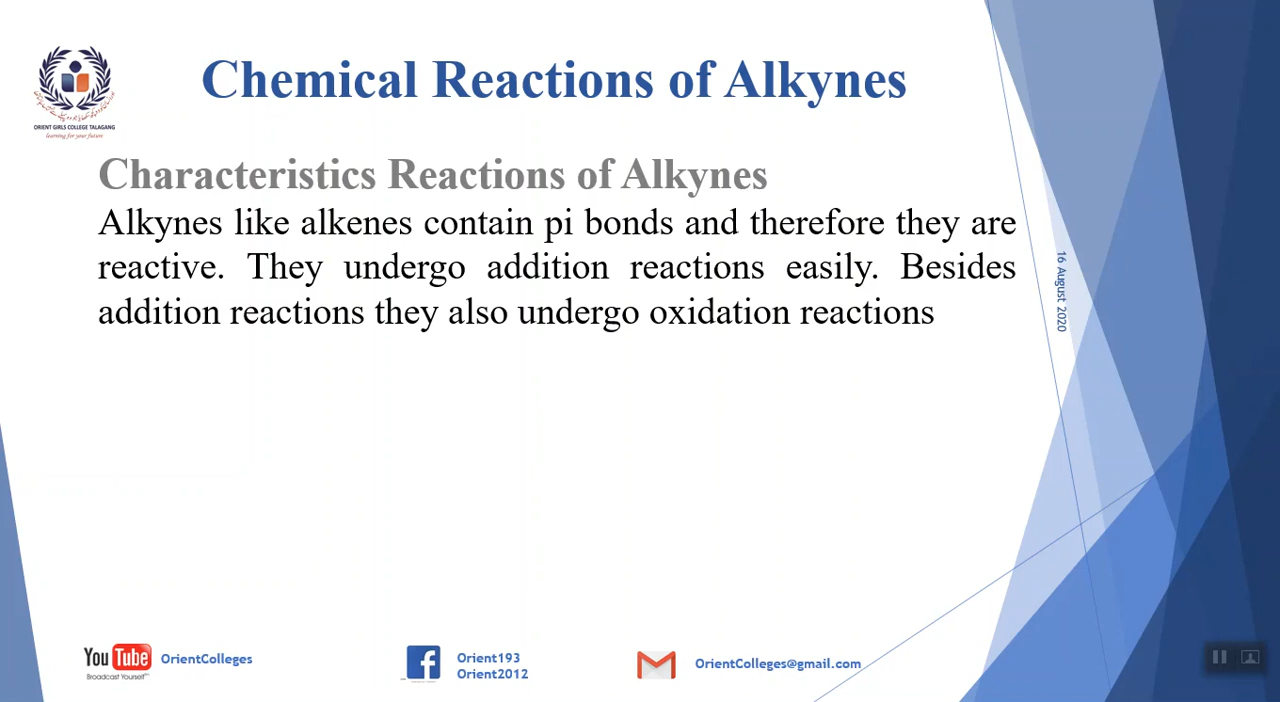 Chemical Reactions of Alkynes
ORIENT GIRLS COLLEGE TALAGANG
learning for your future
Characteristics Reactions of Alkynes
Alkynes like alkenes contain pi bonds and therefore they are
reactive. They undergo addition reactions easily. Besides
addition reactions they also undergo oxidation reactions
16 August 2020
You Tube
Broadcast Yourself
OrientColleges
f
Orient193
Orient2012
OrientColleges@gmail.com